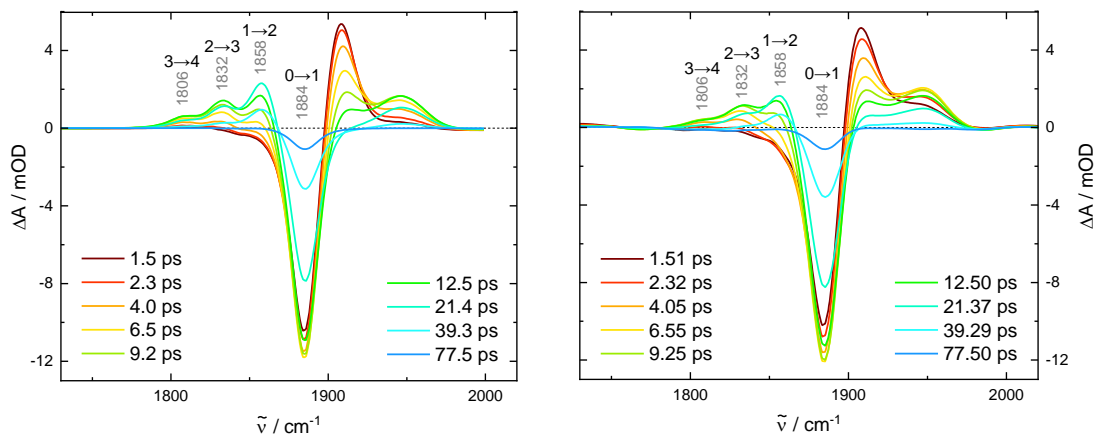 3→4
2→3
1→2
0→1
1806
1832
1858
1884
4
0
-4
-8
-12
ΔA / mOD
1.5 ps
2.3 ps
4.0 ps
6.5 ps
9.2 ps
12.5 ps
21.4 ps
39.3 ps
77.5 ps
1800
1900
2000
ν̃ / cm⁻¹
3→4
2→3
1→2
0→1
1806
1832
1858
1884
4
0
-4
-8
-12
ΔA / mOD
1.51 ps
2.32 ps
4.05 ps
6.55 ps
9.25 ps
12.50 ps
21.37 ps
39.29 ps
77.50 ps
1800
1900
2000
ν̃ / cm⁻¹